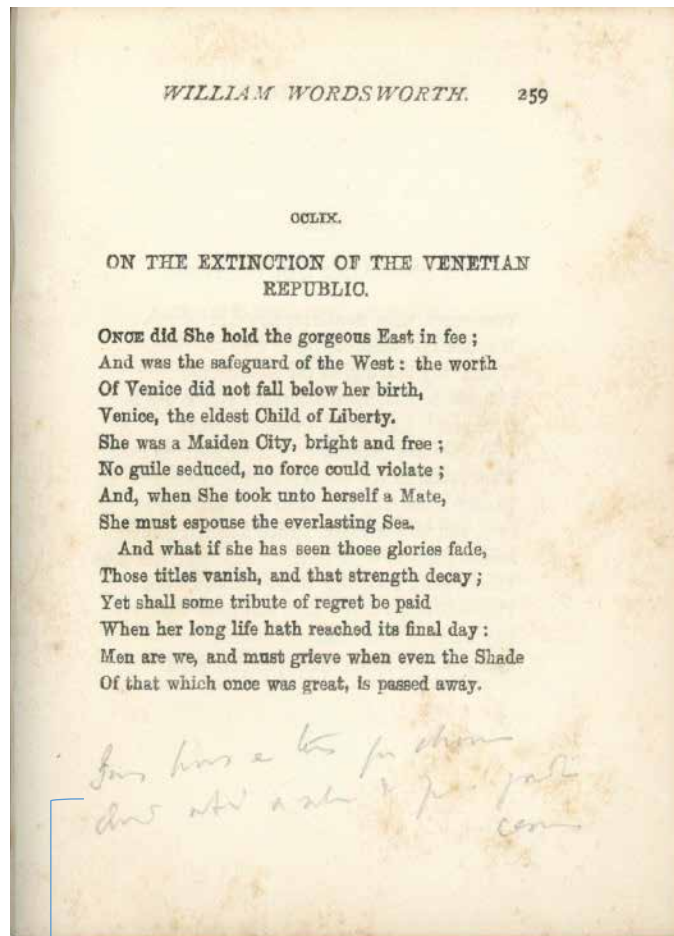 WILLIAM WORDSWORTH. 259
CCLIX.
ON THE EXTINCTION OF THE VENETIAN
REPUBLIC.
ONCE did She hold the gorgeous East in fee ;
And was the safeguard of the West : the worth
Of Venice did not fall below her birth,
Venice, the eldest Child of Liberty.
She was a Maiden City, bright and free ;
No guile seduced, no force could violate ;
And, when She took unto herself a Mate,
She must espouse the everlasting Sea.
And what if she has seen those glories fade,
Those titles vanish, and that strength decay ;
Yet shall some tribute of regret be paid
When her long life hath reached its final day :
Men are we, and must grieve when even the Shade
Of that which once was great, is passed away.